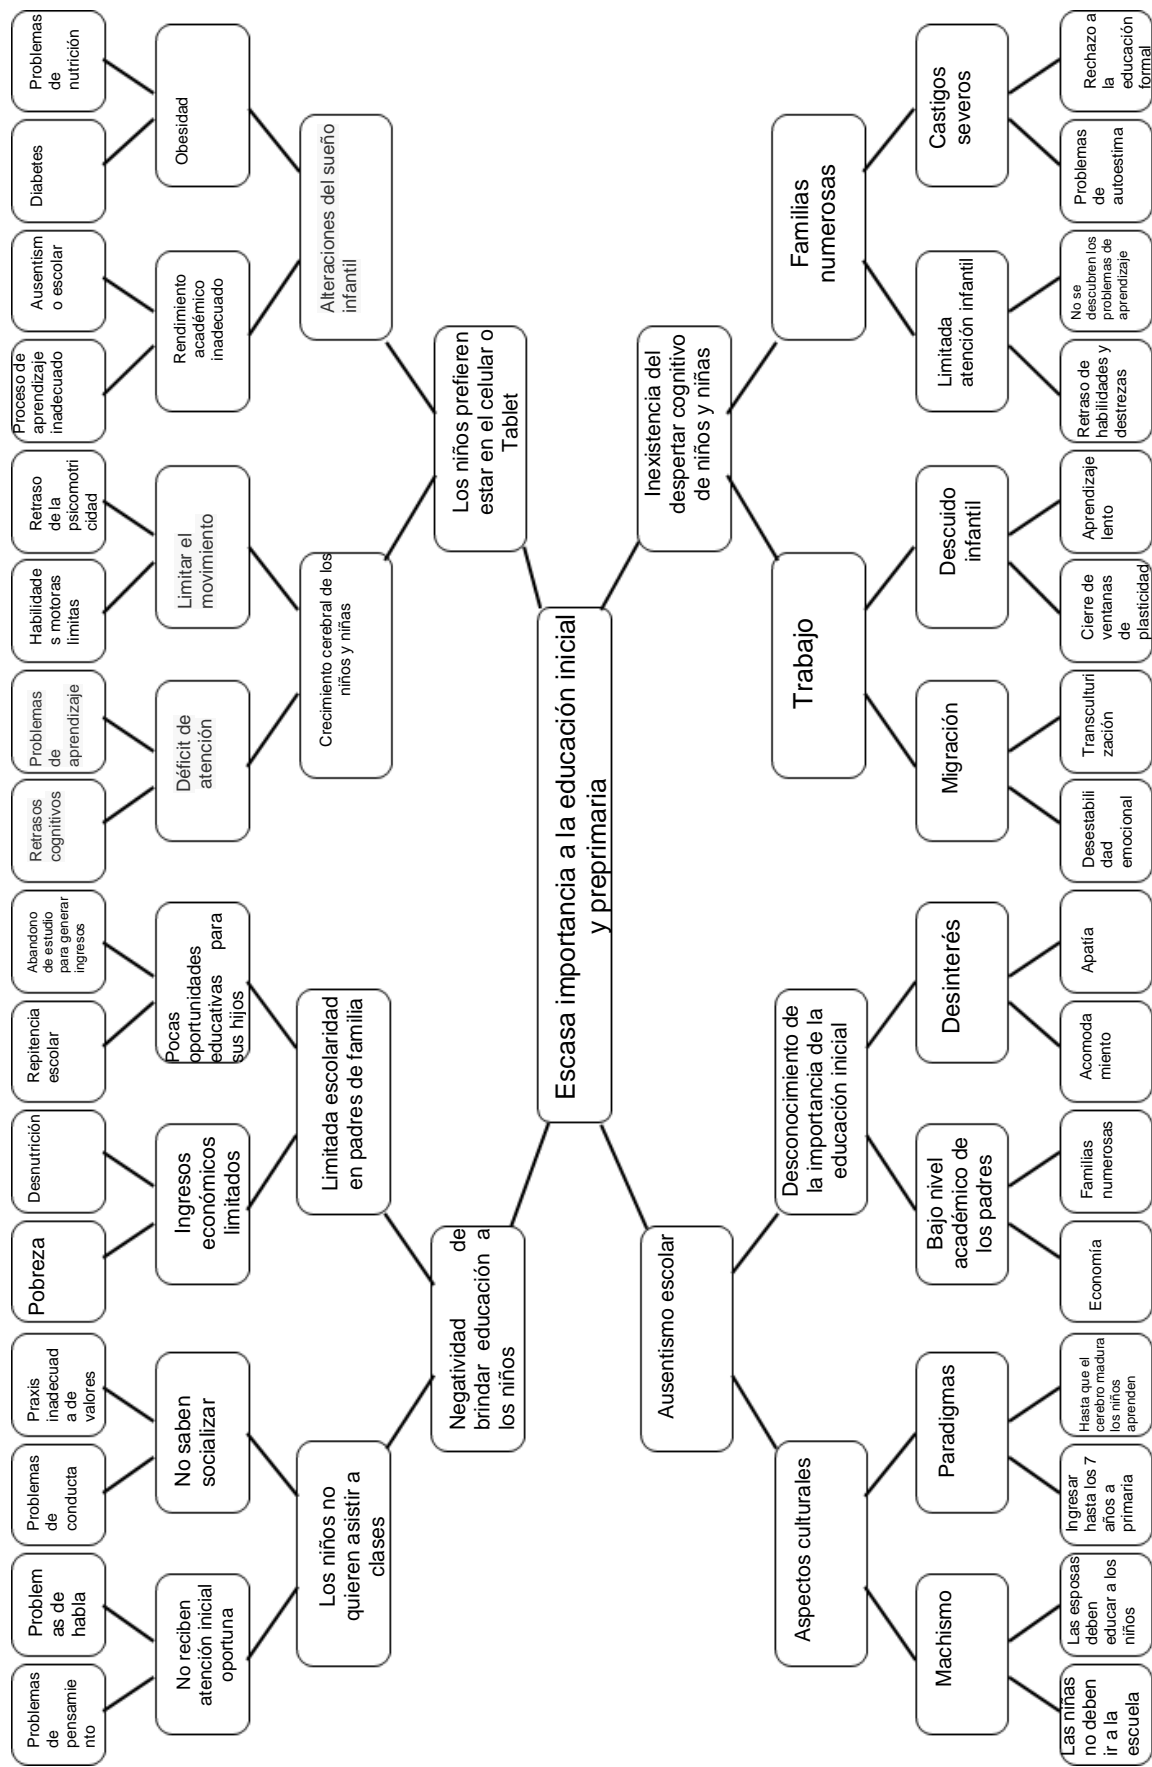 Problemas
de
pensamie
nto
Problem
as de
habla
Problemas
de
conducta
Praxis
inadecuad
a de
valores
Pobreza
Desnutrición
Repitencia
escolar
Abandono
de estudio
para generar
ingresos
Retrasos
cognitivos
Problemas
de
aprendizaje
Habilidade
s motoras
limitas
Retraso
de la
psicomotri
cidad
Proceso de
aprendizaje
inadecuado
Ausentism
o escolar
Diabetes
Problemas
de
nutrición
No reciben
atención inicial
oportuna
No saben
socializar
Ingresos
económicos
limitados
Pocas
oportunidades
educativas para
sus hijos
Déficit de
atención
Limitar el
movimiento
Rendimiento
académico
inadecuado
Obesidad
Los niños no
quieren asistir a
clases
Limitada escolaridad
en padres de familia
Crecimiento cerebral de los
niños y niñas
Alteraciones del sueño
infantil
Negatividad de
brindar educación a
los niños
Los niños prefieren
estar en el celular o
Tablet
Escasa importancia a la educación inicial
y preprimaria
Ausentismo escolar
Inexistencia del
despertar cognitivo
de niños y niñas
Aspectos culturales
Desconocimiento de
la importancia de la
educación inicial
Trabajo
Familias
numerosas
Machismo
Paradigmas
Bajo nivel
académico de
los padres
Desinterés
Migración
Descuido
infantil
Limitada
atención infantil
Castigos
severos
Las niñas
no deben
ir a la
escuela
Las esposas
deben
educar a los
niños
Ingresar
hasta los 7
años a
primaria
Hasta que el
cerebro madura
los niños
aprenden
Economía
Familias
numerosas
Acomoda
miento
Apatía
Desestabili
dad
emocional
Transculturi
zación
Cierre de
ventanas
de
plasticidad
Aprendizaje
lento
Retraso de
habilidades y
destrezas
No se
descubren los
problemas de
aprendizaje
Problemas
de
autoestima
Rechazo a
la
educación
formal